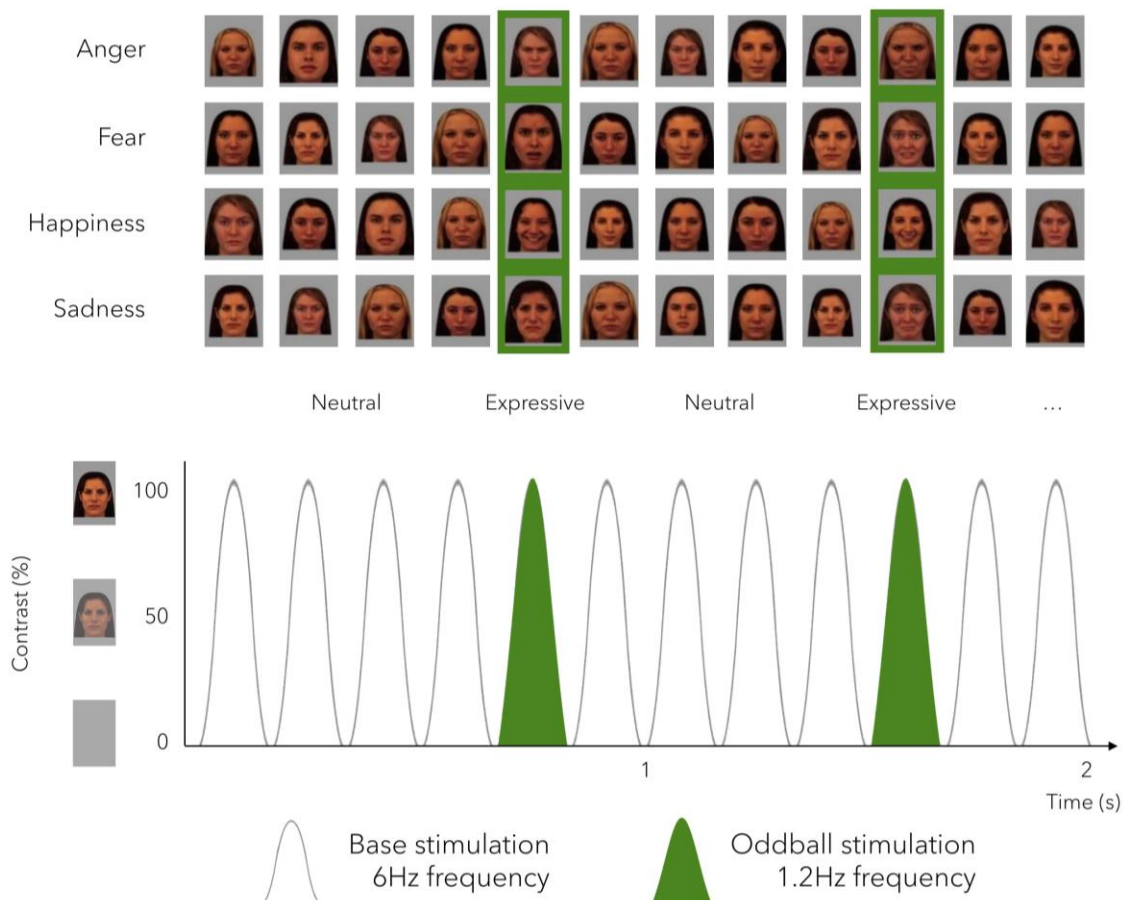 Anger
Fear
Happiness
Sadness
Neutral Expressive Neutral Expressive ...
Contrast (%)
100
50
0
1 2
Time (s)
Base stimulation
6Hz frequency
Oddball stimulation
1.2Hz frequency